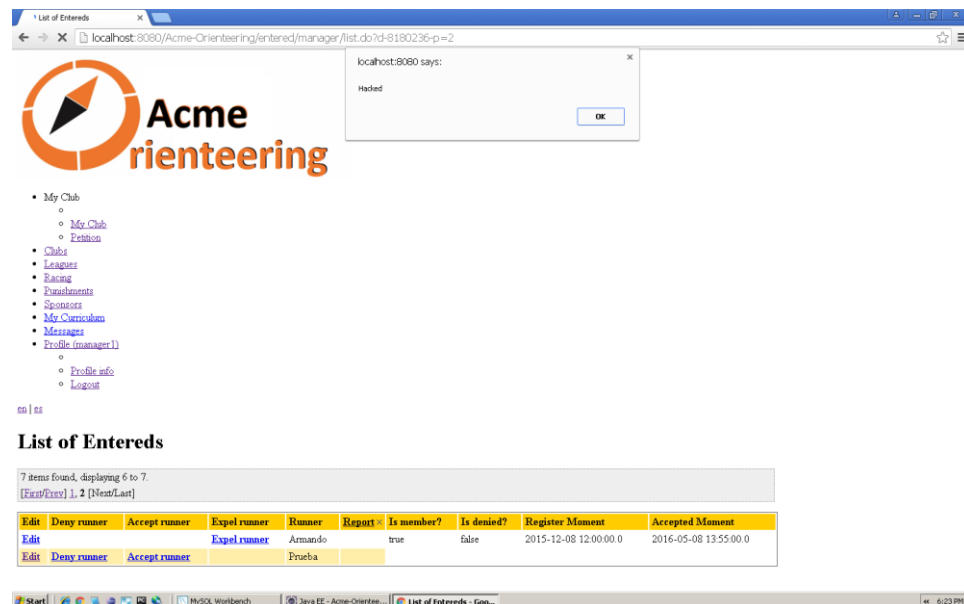 List of Entereds
localhost:8080/Acme-Orienteering/entered/manager/list.do?d-8180236-p=2
localhost:8080 says:
Hacked
OK
Acme
rienteering
My Club
My Club
Petition
Clubs
Leagues
Racing
Punishments
Sponsors
My Curriculum
Messages
Profile (manager1)
Profile info
Logout
en | es
List of Entereds
7 items found, displaying 6 to 7.
[First/Prev] 1, 2 [Next/Last]
Edit Deny runner Accept runner Expel runner Runner Report Is member? Is denied? Register Moment Accepted Moment
Edit Expel runner Armando true false 2015-12-08 12:00:00.0 2016-05-08 13:55:00.0
Edit Deny runner Accept runner Prueba
Start MySQL Workbench Java EE - Acme-Orientee... List of Entereds - Goo... 6:23 PM